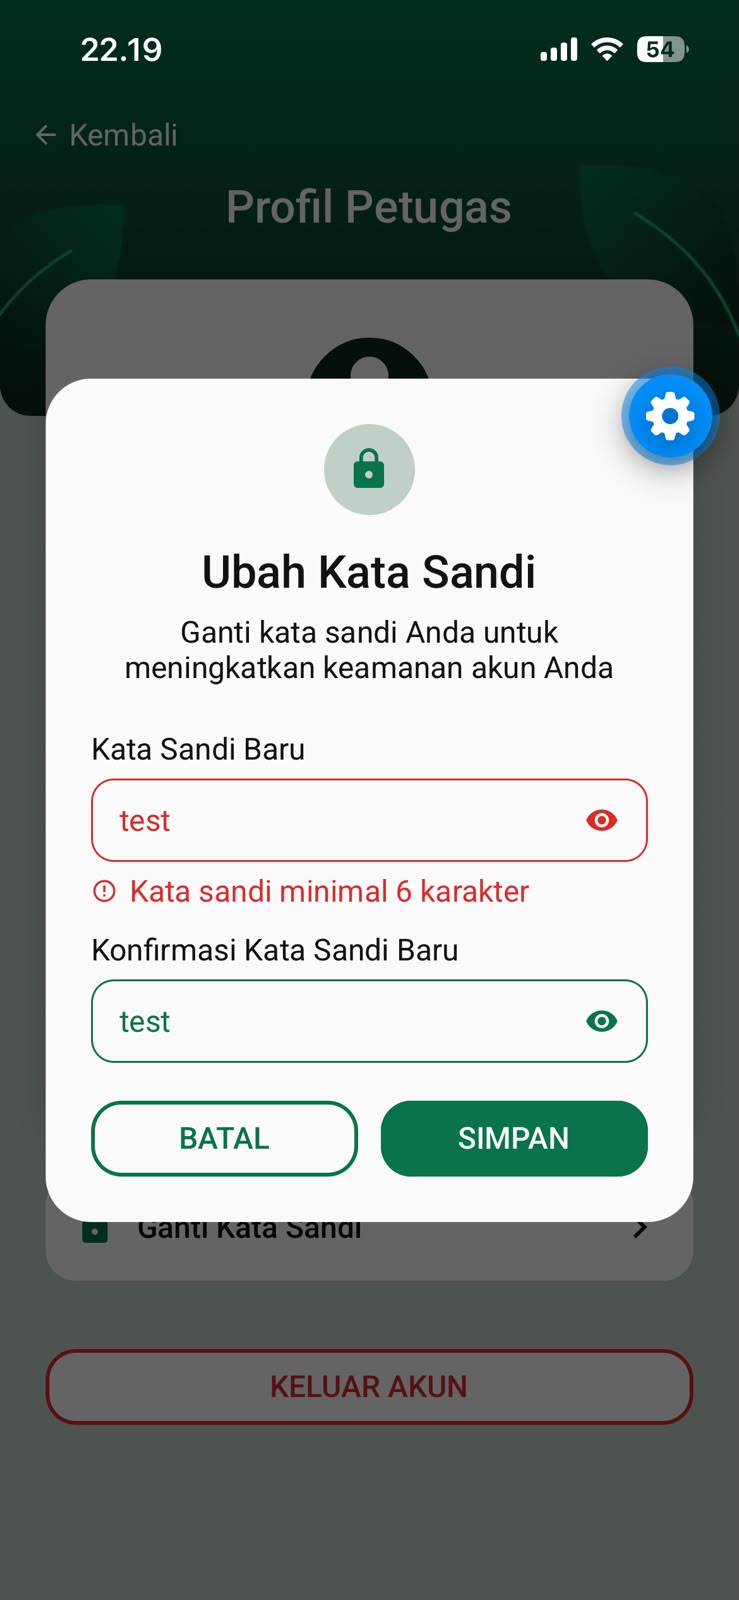 22.19
54
Kembali
Profil Petugas
Ubah Kata Sandi
Ganti kata sandi Anda untuk
meningkatkan keamanan akun Anda
Kata Sandi Baru
test
Kata sandi minimal 6 karakter
Konfirmasi Kata Sandi Baru
test
BATAL
SIMPAN
Ganti Kata Sandi
KELUAR AKUN